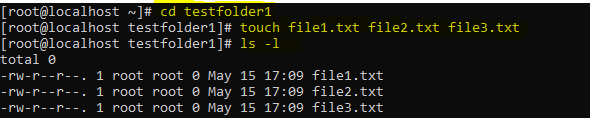 [root@localhost ~]# cd testfolder1
[root@localhost testfolder1]# touch file1.txt file2.txt file3.txt
[root@localhost testfolder1]# ls -l
total 0
-rw-r--r--. 1 root root 0 May 15 17:09 file1.txt
-rw-r--r--. 1 root root 0 May 15 17:09 file2.txt
-rw-r--r--. 1 root root 0 May 15 17:09 file3.txt